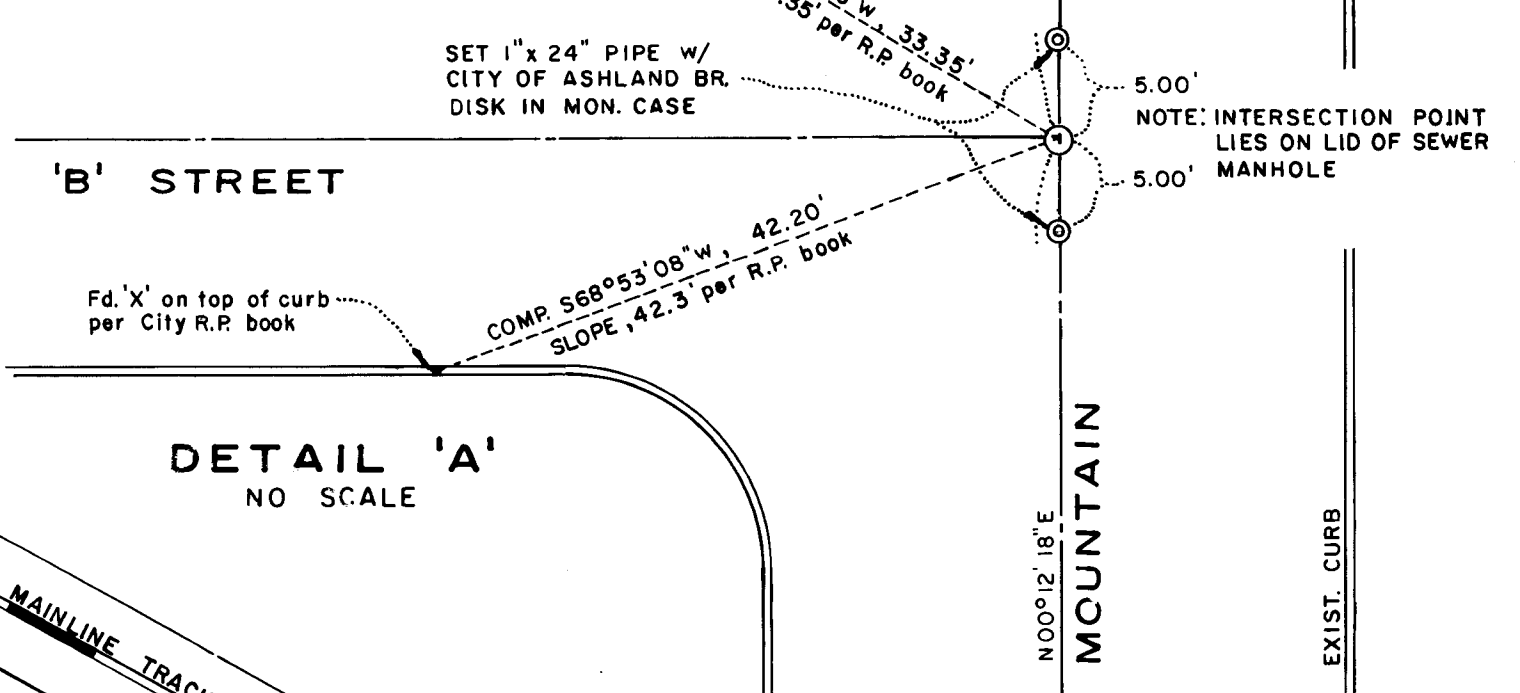 W, 33.35'
.35' per R.P. book
SET 1"x 24" PIPE W/
CITY OF ASHLAND BR.
DISK IN MON. CASE
5.00'
NOTE: INTERSECTION POINT
LIES ON LID OF SEWER
MANHOLE
5.00'
'B' STREET
COMP. S68°53'08"W, 42.20'
SLOPE, 42.3' per R.P. book
Fd. 'X' on top of curb
per City R.P. book
DETAIL 'A'
NO SCALE
N00°12'18"E
MOUNTAIN
EXIST. CURB
MAINLINE TRACK